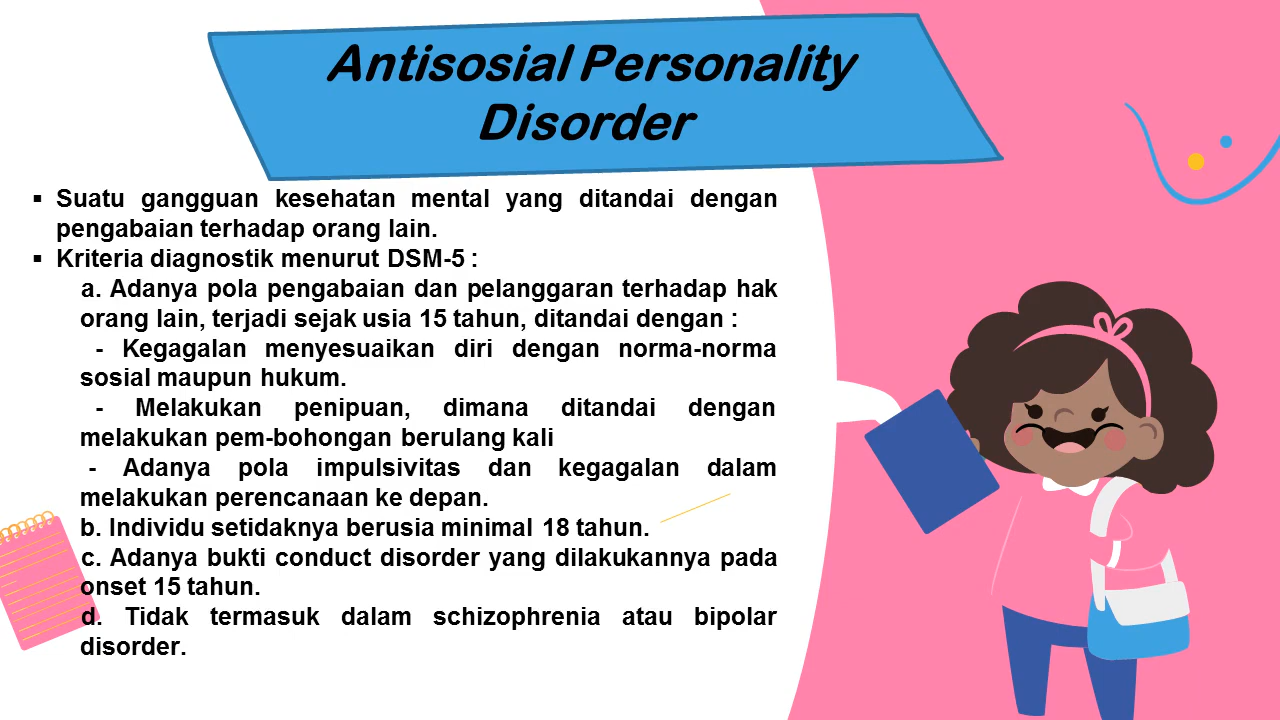 Antisosial Personality
Disorder
▪ Suatu gangguan kesehatan mental yang ditandai dengan
pengabaian terhadap orang lain.
▪ Kriteria diagnostik menurut DSM-5 :
a. Adanya pola pengabaian dan pelanggaran terhadap hak
orang lain, terjadi sejak usia 15 tahun, ditandai dengan :
- Kegagalan menyesuaikan diri dengan norma-norma
sosial maupun hukum.
- Melakukan penipuan, dimana ditandai dengan
melakukan pem-bohongan berulang kali
- Adanya pola impulsivitas dan kegagalan dalam
melakukan perencanaan ke depan.
b. Individu setidaknya berusia minimal 18 tahun.
c. Adanya bukti conduct disorder yang dilakukannya pada
onset 15 tahun.
d. Tidak termasuk dalam schizophrenia atau bipolar
disorder.